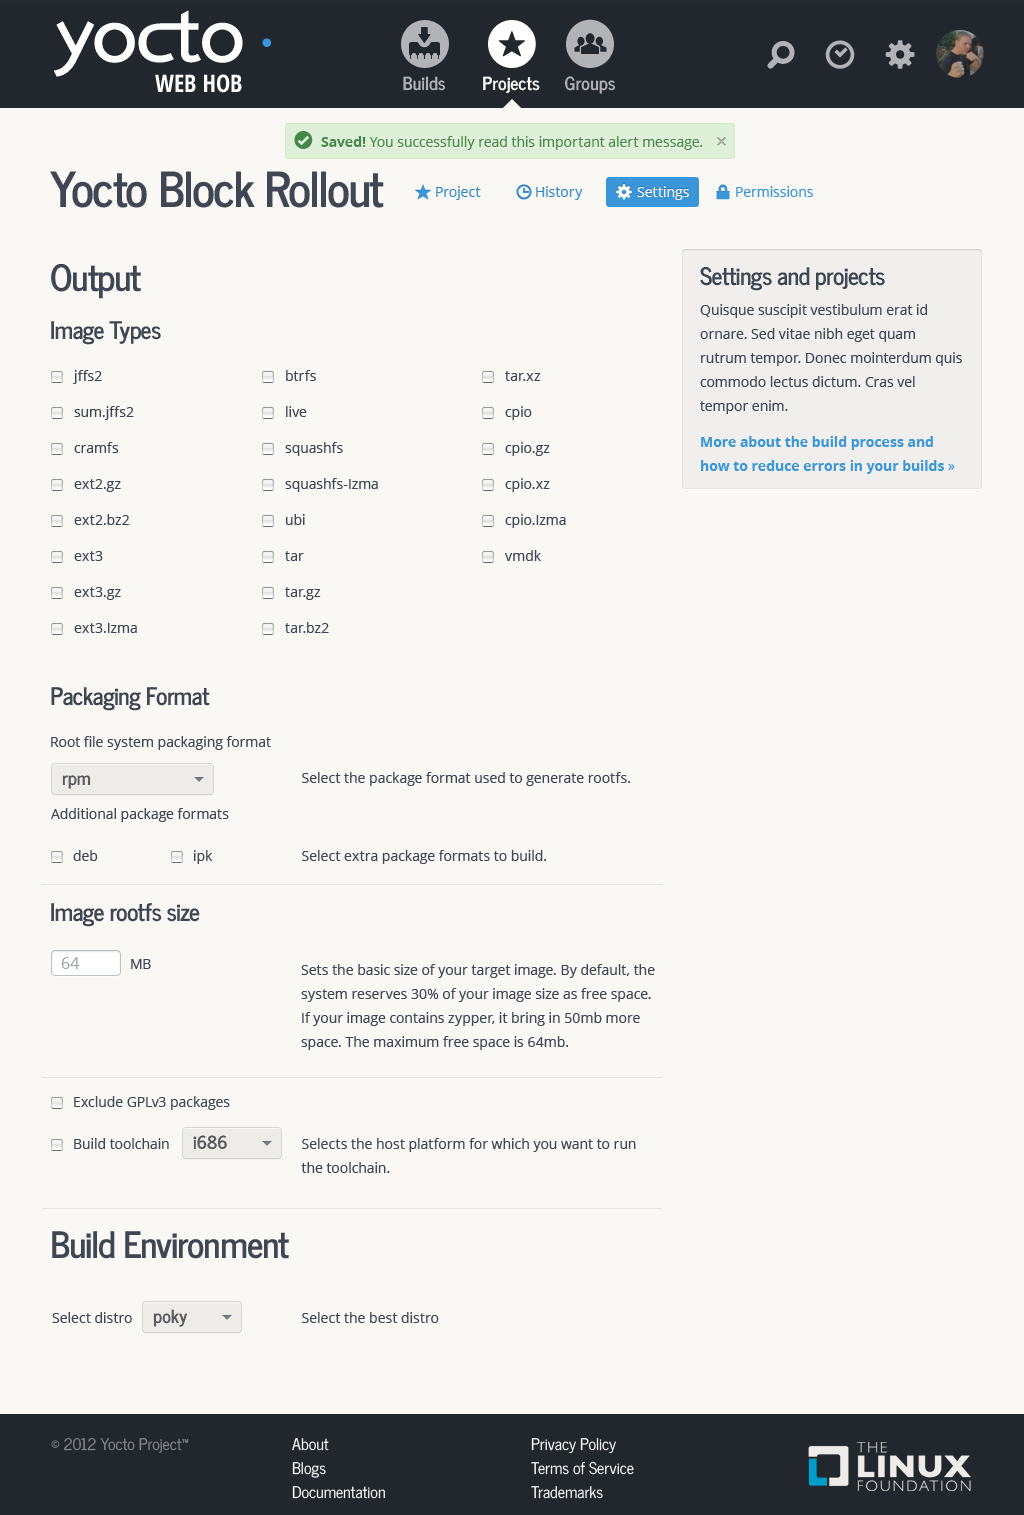 yocto
WEB HOB
Builds
Projects
Groups
Saved! You successfully read this important alert message. ×
Yocto Block Rollout
Project
History
Settings
Permissions
Output
Image Types
jffs2
btrfs
tar.xz
sum.jffs2
live
cpio
cramfs
squashfs
cpio.gz
ext2.gz
squashfs-Izma
cpio.xz
ext2.bz2
ubi
cpio.Izma
ext3
tar
vmdk
ext3.gz
tar.gz
ext3.Izma
tar.bz2
Settings and projects
Quisque suscipit vestibulum erat id
ornare. Sed vitae nibh eget quam
rutrum tempor. Donec mointerdum quis
commodo lectus dictum. Cras vel
tempor enim.
More about the build process and
how to reduce errors in your builds »
Packaging Format
Root file system packaging format
rpm
Select the package format used to generate rootfs.
Additional package formats
deb
ipk
Select extra package formats to build.
Image rootfs size
64
MB
Sets the basic size of your target image. By default, the
system reserves 30% of your image size as free space.
If your image contains zypper, it bring in 50mb more
space. The maximum free space is 64mb.
Exclude GPLv3 packages
Build toolchain
i686
Selects the host platform for which you want to run
the toolchain.
Build Environment
Select distro
poky
Select the best distro
© 2012 Yocto Project™
About
Blogs
Documentation
Privacy Policy
Terms of Service
Trademarks
THE
LINUX
FOUNDATION